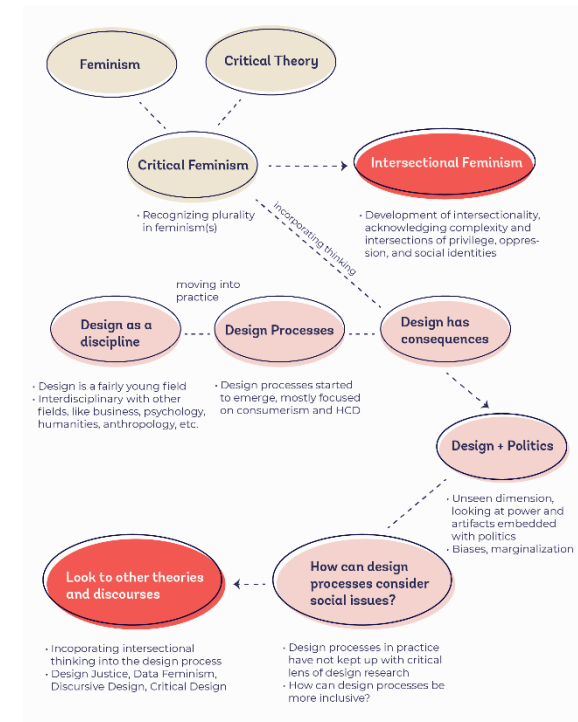 Feminism
Critical Theory
Critical Feminism
Intersectional Feminism
• Recognizing plurality
in feminism(s)
• Development of intersectionality,
acknowledging complexity and
intersections of privilege, oppres-
sion, and social identities
incorporating thinking
moving into
practice
Design as a
discipline
Design Processes
Design has
consequences
• Design is a fairly young field
• Interdisciplinary with other
fields, like business, psychology,
humanities, anthropology, etc.
• Design processes started
to emerge, mostly focused
on consumerism and HCD
Design + Politics
• Unseen dimension,
looking at power and
artifacts embedded
with politics
• Biases, marginalization
How can design
processes consider
social issues?
Look to other theories
and discourses
• Incoporating intersectional
thinking into the design process
• Design Justice, Data Feminism,
Discursive Design, Critical Design
• Design processes in practice
have not kept up with critical
lens of design research
• How can design processes be
more inclusive?